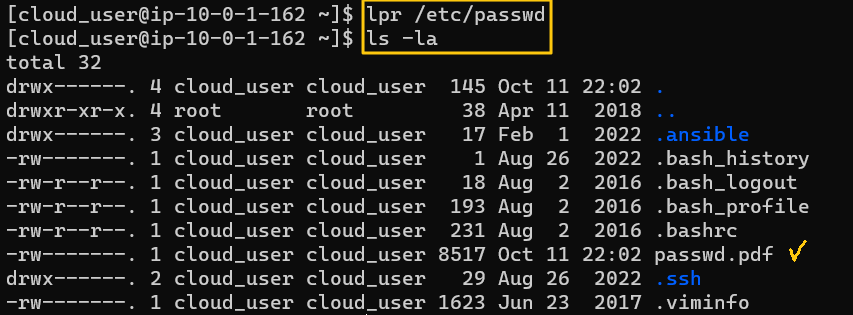 [cloud_user@ip-10-0-1-162 ~]$ lpr /etc/passwd
[cloud_user@ip-10-0-1-162 ~]$ ls -la
total 32
drwx------. 4 cloud_user cloud_user  145 Oct 11 22:02 .
drwxr-xr-x. 4 root       root         38 Apr 11  2018 ..
drwx------. 3 cloud_user cloud_user   17 Feb  1  2022 .ansible
-rw-------. 1 cloud_user cloud_user    1 Aug 26  2022 .bash_history
-rw-r--r--. 1 cloud_user cloud_user   18 Aug  2  2016 .bash_logout
-rw-r--r--. 1 cloud_user cloud_user  193 Aug  2  2016 .bash_profile
-rw-r--r--. 1 cloud_user cloud_user  231 Aug  2  2016 .bashrc
-rw-------. 1 cloud_user cloud_user 8517 Oct 11 22:02 passwd.pdf
drwx------. 2 cloud_user cloud_user   29 Aug 26  2022 .ssh
-rw-------. 1 cloud_user cloud_user 1623 Jun 23  2017 .viminfo